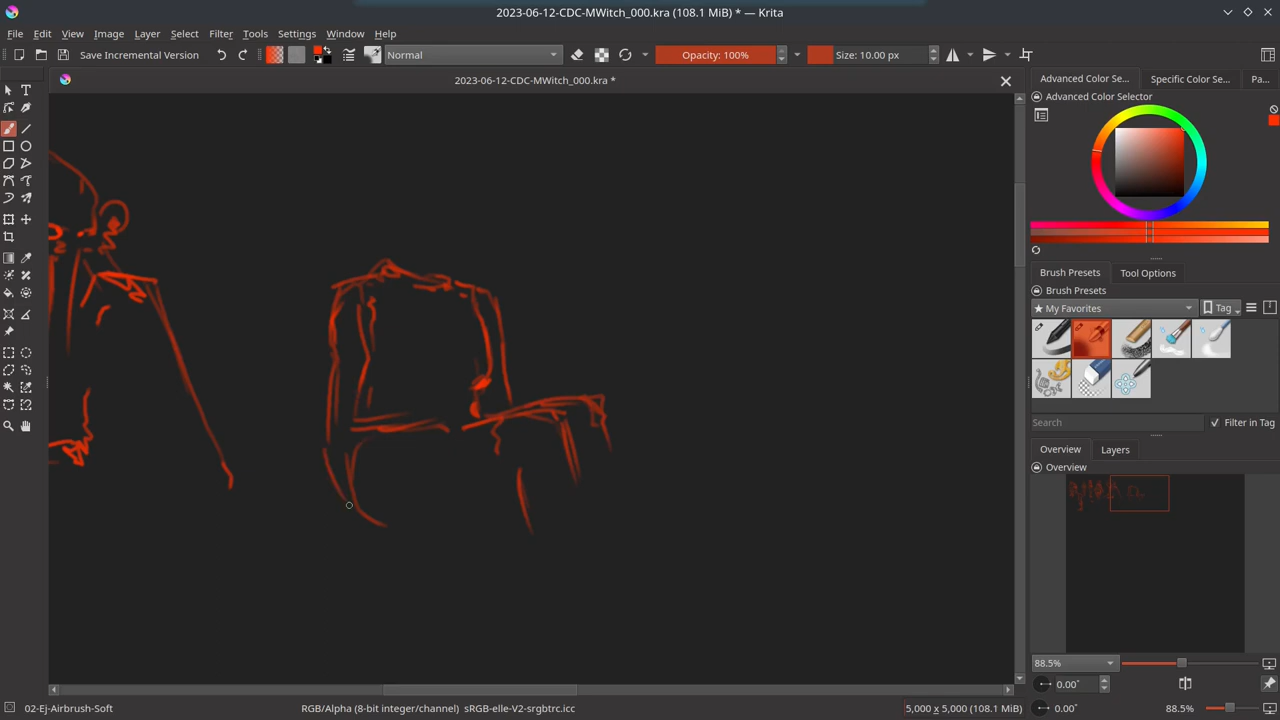 2023-06-12-CDC-MWitch_000.kra (108.1 MiB) * — Krita
File Edit View Image Layer Select Filter Tools Settings Window Help
Save Incremental Version Normal Opacity: 100% Size: 10.00 px
2023-06-12-CDC-MWitch_000.kra *
Advanced Color Se... Specific Color Se... Pa...
Advanced Color Selector
Brush Presets Tool Options
Brush Presets
★ My Favorites Tag
Search Filter in Tag
Overview Layers
Overview
88.5%
0.00°
02-Ej-Airbrush-Soft RGB/Alpha (8-bit integer/channel) sRGB-elle-V2-srgbtrc.icc 5,000 x 5,000 (108.1 MiB) 0.00° 88.5%